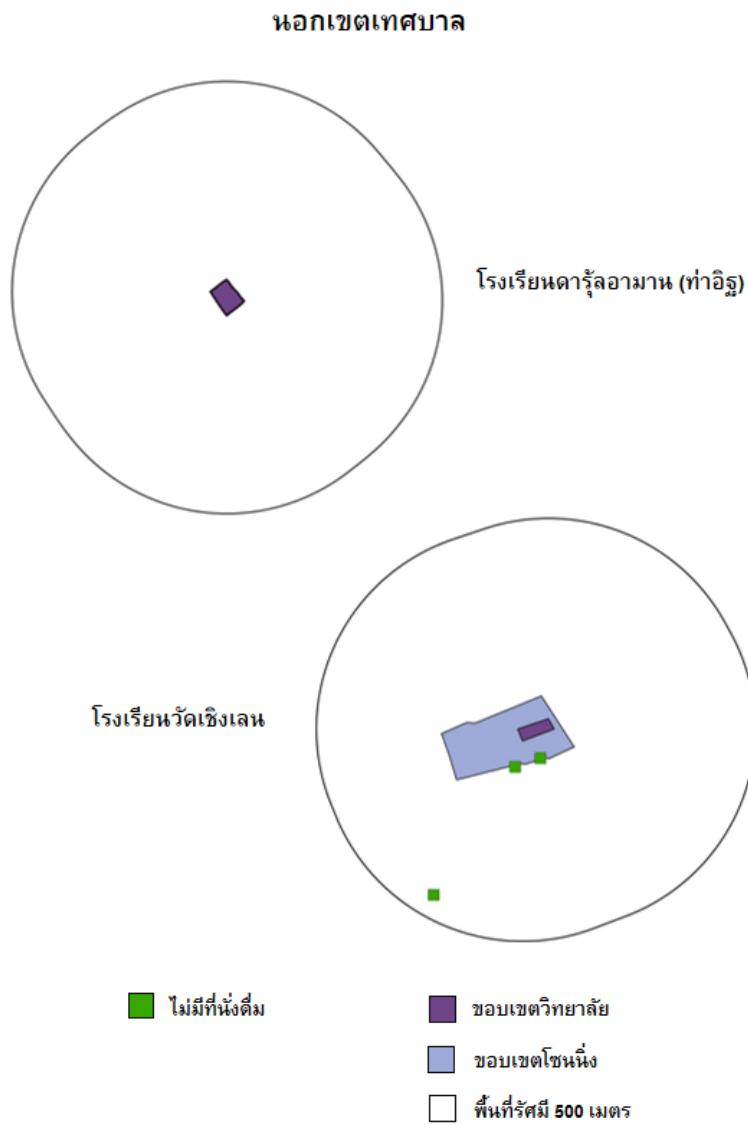 นอกเขตเทศบาล
โรงเรียนดารุ้ลอามาน (ท่าอิฐ)
โรงเรียนวัดเชิงเลน
ไม่มีที่นั่งดื่ม
ขอบเขตวิทยาลัย
ขอบเขตโซนนิ่ง
พื้นที่รัศมี 500 เมตร